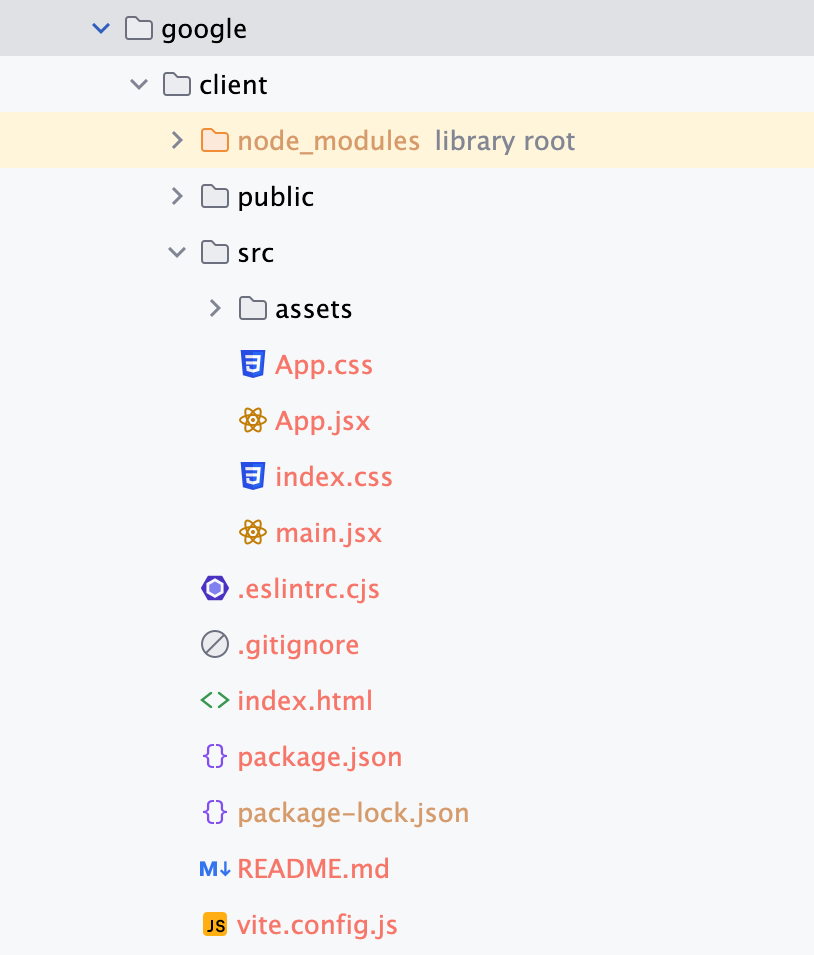 google
client
node_modules library root
public
src
assets
App.css
App.jsx
index.css
main.jsx
.eslintrc.cjs
.gitignore
<> index.html
{} package.json
{} package-lock.json
M↓ README.md
JS vite.config.js